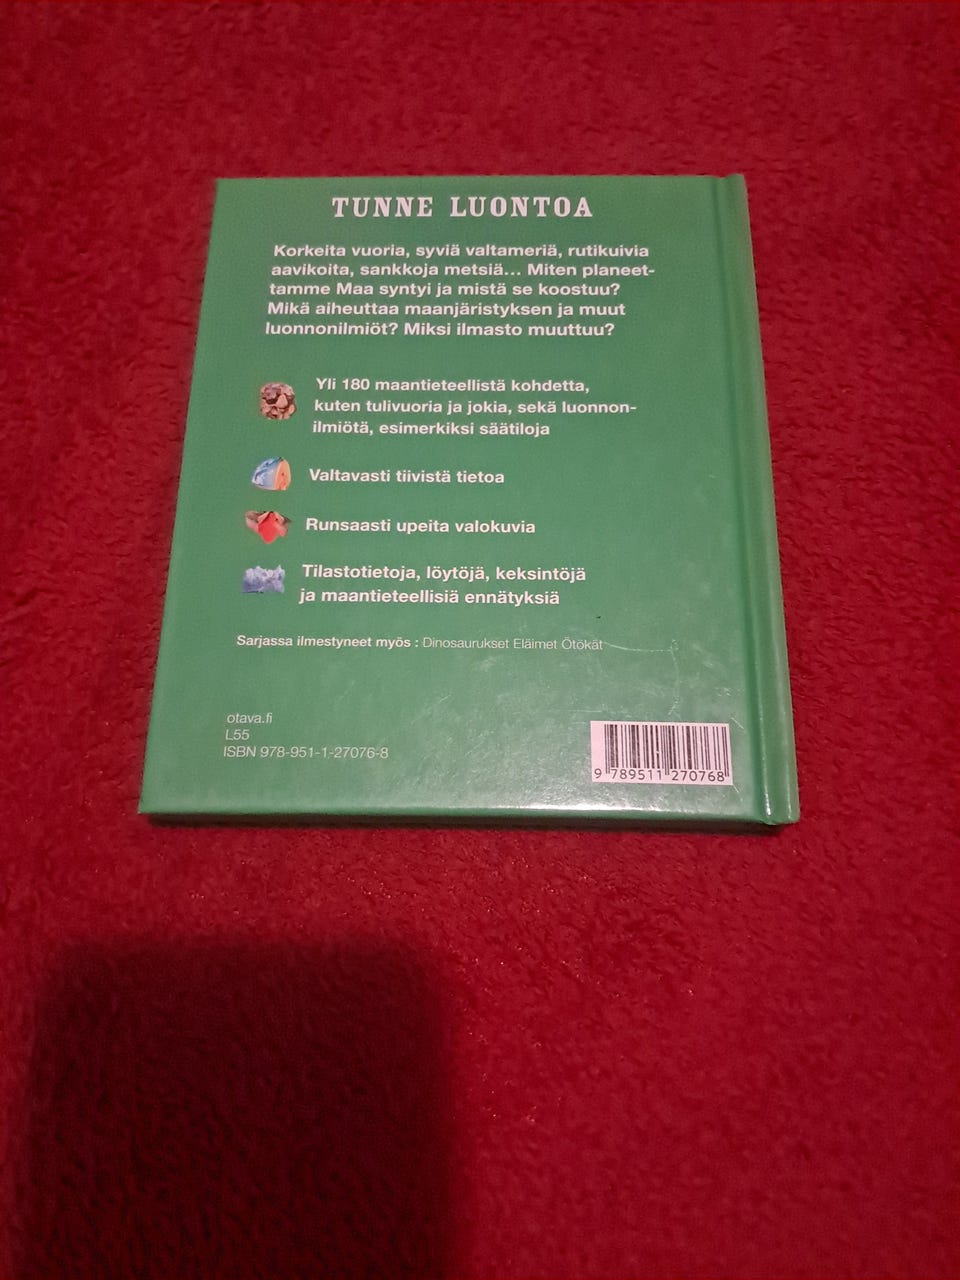 TUNNE LUONTOA
Korkeita vuoria, syviä valtameriä, rutikuivia
aavikoita, sankkoja metsiä... Miten planeet-
tamme Maa syntyi ja mistä se koostuu?
Mikä aiheuttaa maanjäristyksen ja muut
luonnonilmiöt? Miksi ilmasto muuttuu?
Yli 180 maantieteellistä kohdetta,
kuten tulivuoria ja jokia, sekä luonnon-
ilmiötä, esimerkiksi säätiloja
Valtavasti tiivistä tietoa
Runsaasti upeita valokuvia
Tilastotietoja, löytöjä, keksintöjä
ja maantieteellisiä ennätyksiä
Sarjassa ilmestyneet myös : Dinosaurukset Eläimet Ötökät
otava.fi
L55
ISBN 978-951-1-27076-8
9 789511 270768